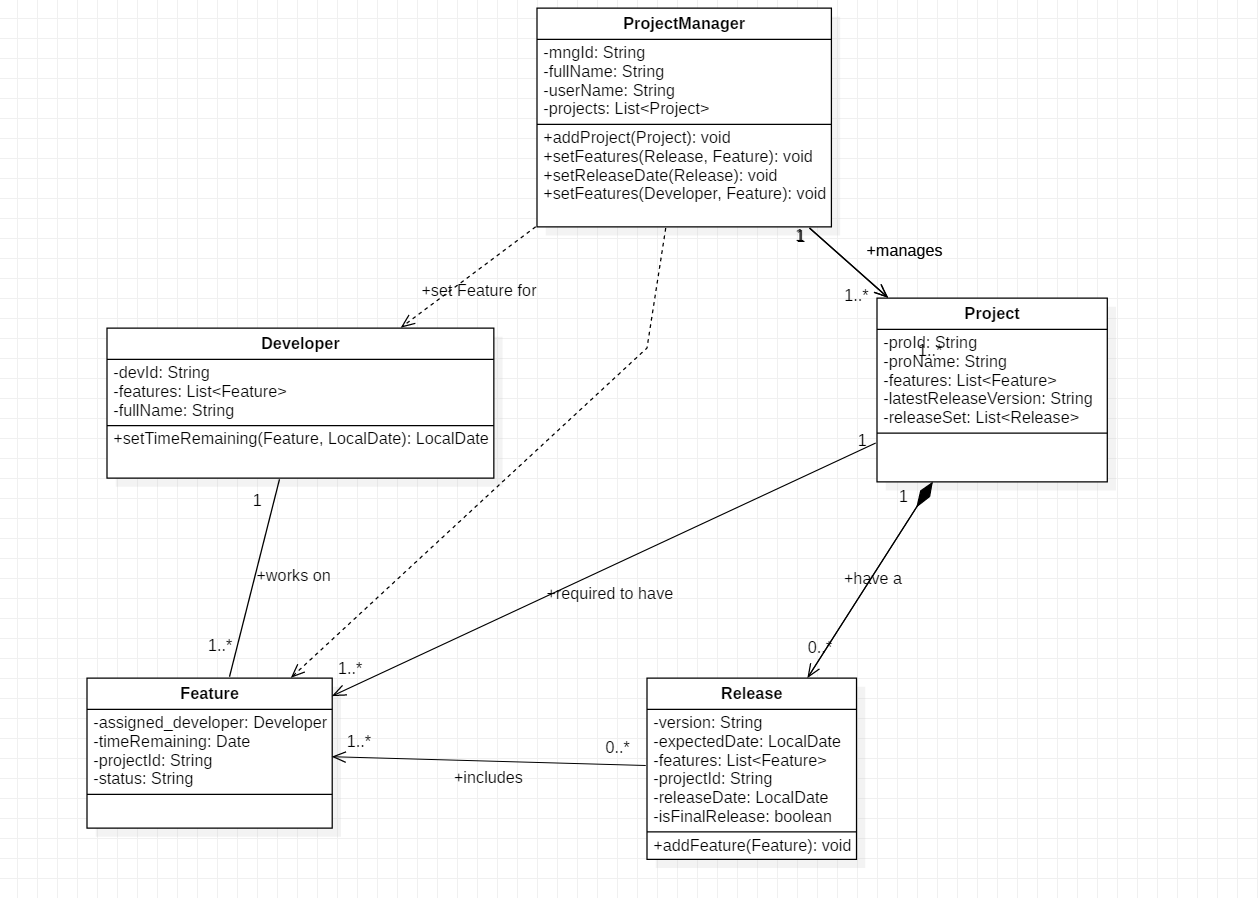 ProjectManager
-mngId: String
-fullName: String
-userName: String
-projects: List<Project>
+addProject(Project): void
+setFeatures(Release, Feature): void
+setReleaseDate(Release): void
+setFeatures(Developer, Feature): void
1
+manages
+set Feature for
1..*
Project
-proId: String
1..*
-proName: String
-features: List<Feature>
-latestReleaseVersion: String
-releaseSet: List<Release>
Developer
-devId: String
-features: List<Feature>
-fullName: String
+setTimeRemaining(Feature, LocalDate): LocalDate
1
1
1
+works on
+have a
+required to have
1..*
0..*
1..*
Feature
-assigned_developer: Developer
-timeRemaining: Date
-projectId: String
-status: String
1..*
0..*
+includes
Release
-version: String
-expectedDate: LocalDate
-features: List<Feature>
-projectId: String
-releaseDate: LocalDate
-isFinalRelease: boolean
+addFeature(Feature): void